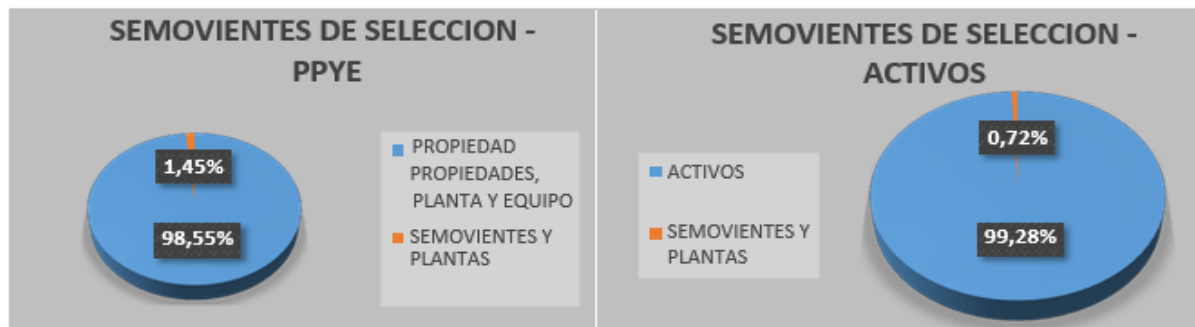 SEMOVIENTES DE SELECCION -
PPYE
1,45%
98,55%
PROPIEDAD
PROPIEDADES,
PLANTA Y EQUIPO
SEMOVIENTES Y
PLANTAS
SEMOVIENTES DE SELECCION -
ACTIVOS
ACTIVOS
SEMOVIENTES Y
PLANTAS
0,72%
99,28%